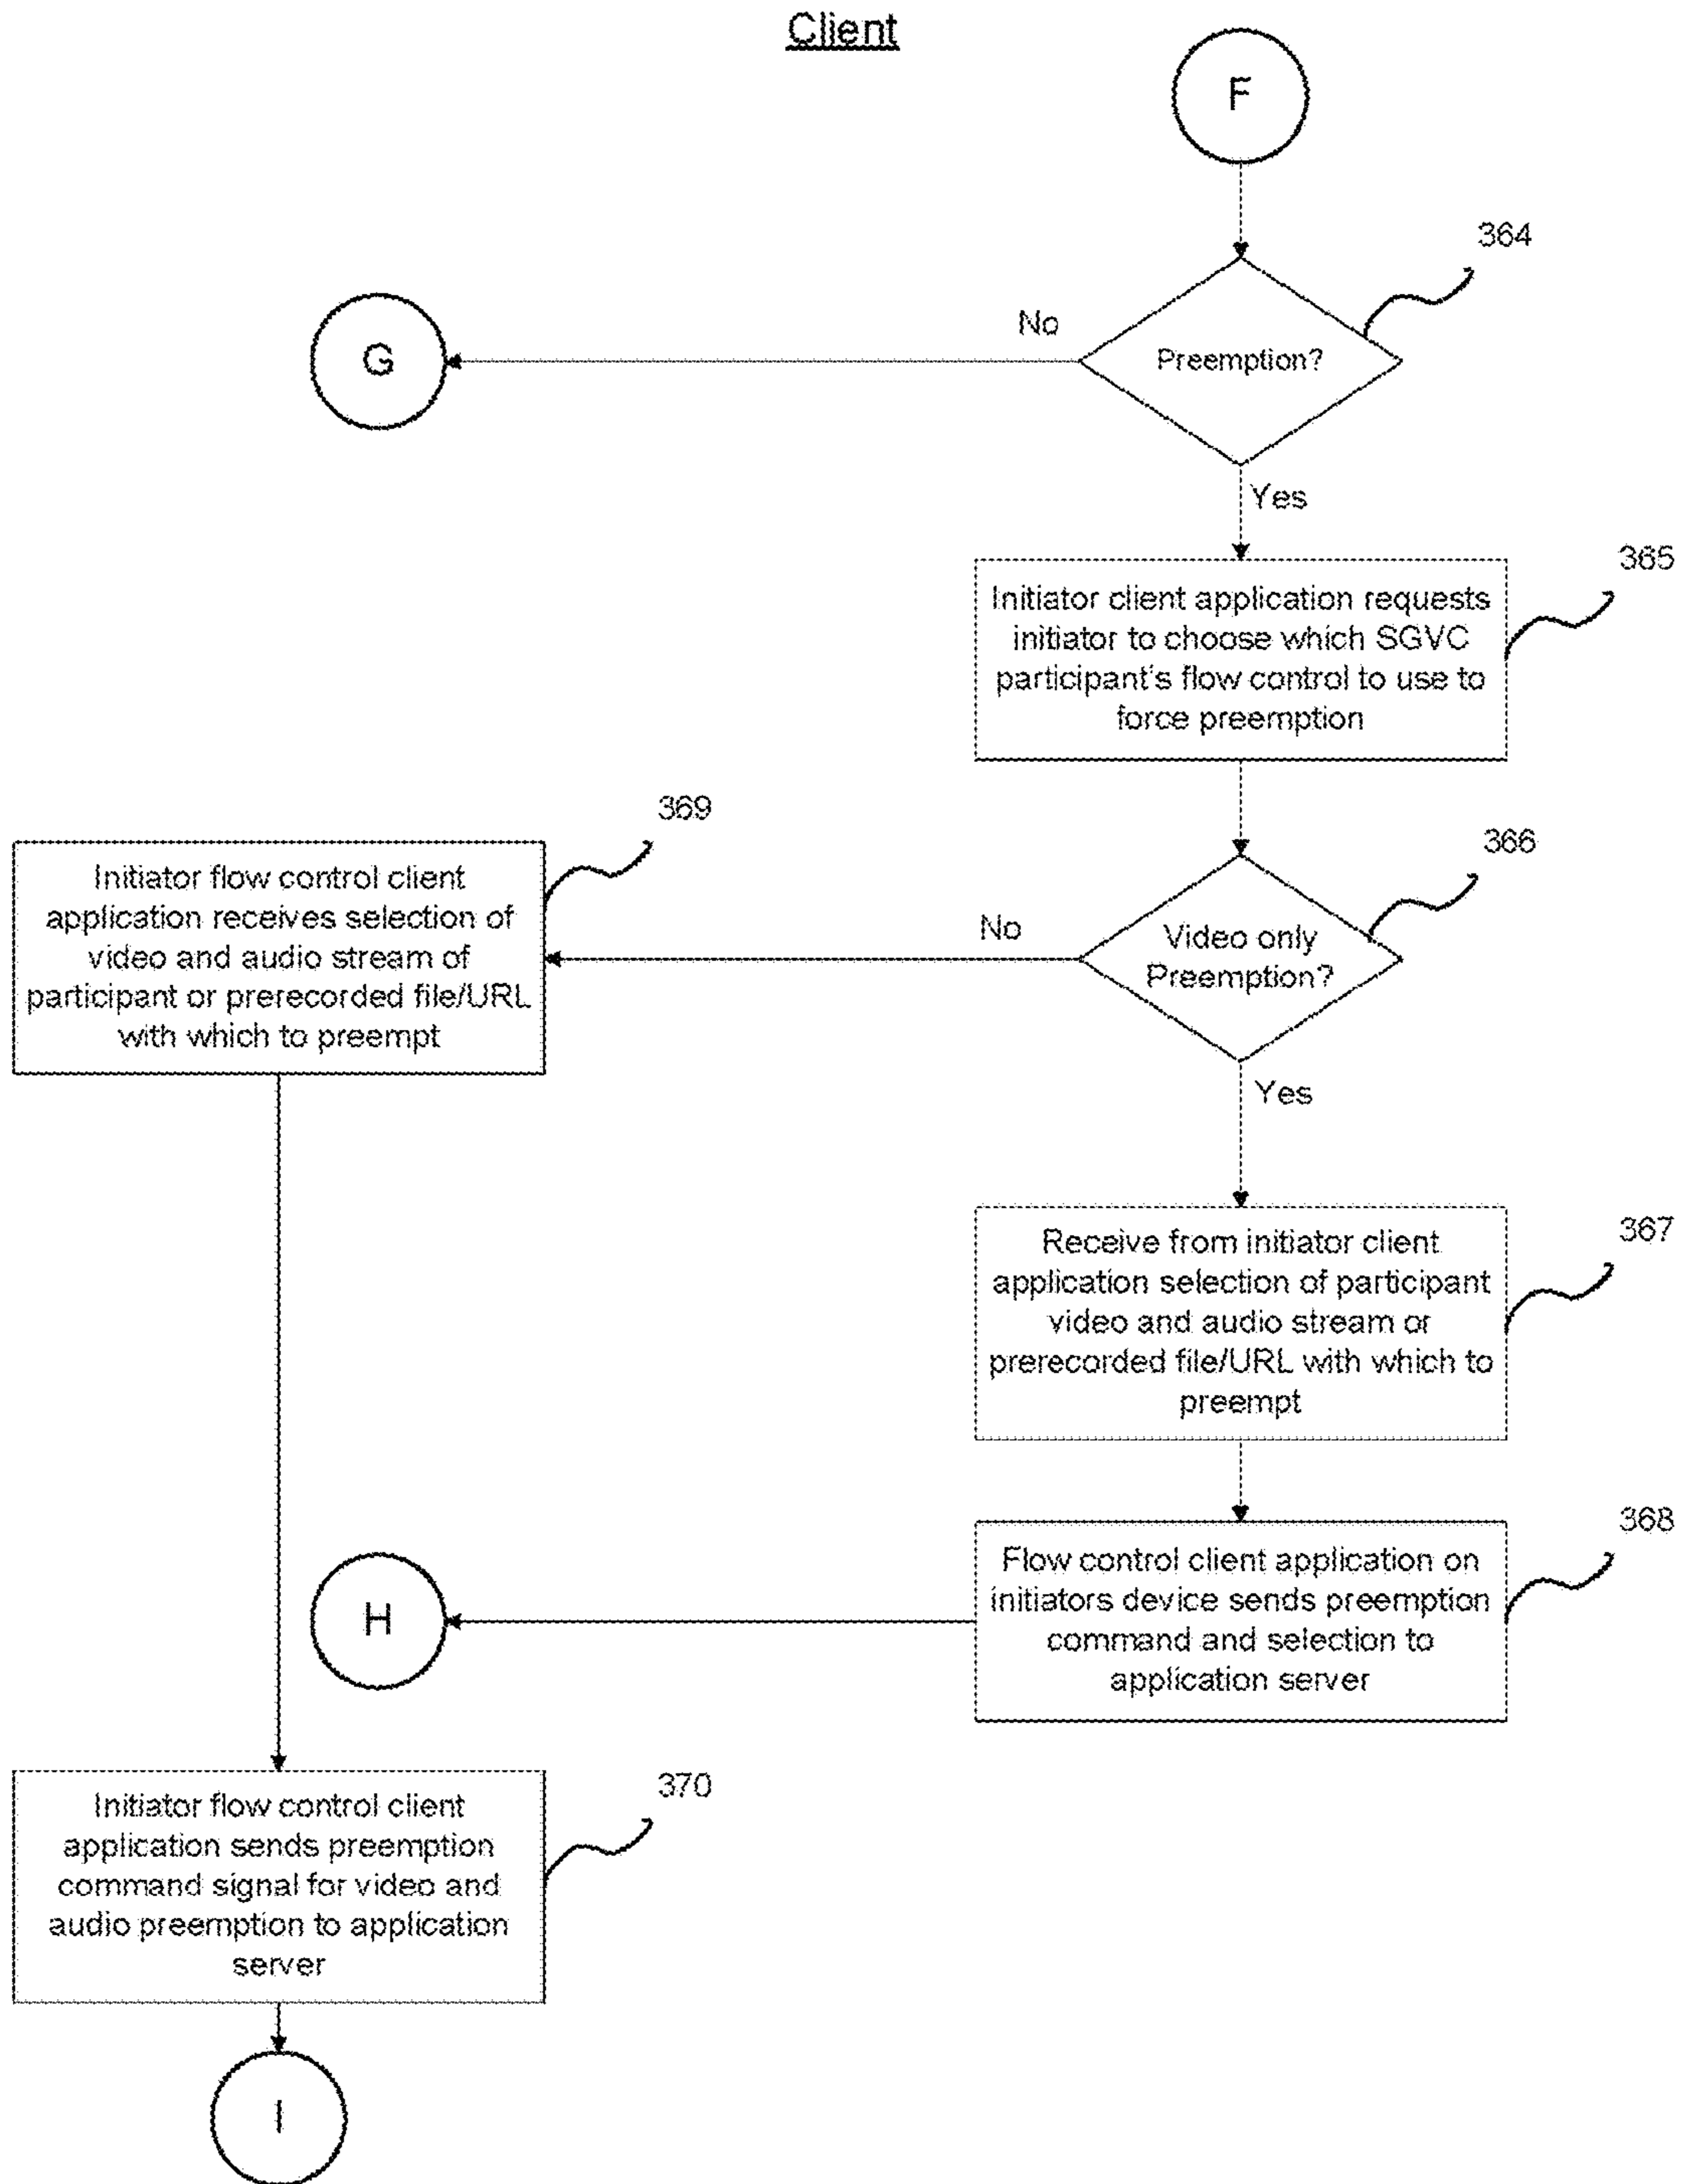 Client
F
364
No
G
Preemption?
Yes
365
Initiator client application requests
initiator to choose which SGVC
participant's flow control to use to
force preemption
369
366
Initiator flow control client
application receives selection of
video and audio stream of
participant or prerecorded file/URL
with which to preempt
No
Video only
Preemption?
Yes
367
Receive from initiator client
application selection of participant
video and audio stream or
prerecorded file/URL with which to
preempt
368
H
Flow control client application on
initiators device sends preemption
command and selection to
application server
370
Initiator flow control client
application sends preemption
command signal for video and
audio preemption to application
server
I